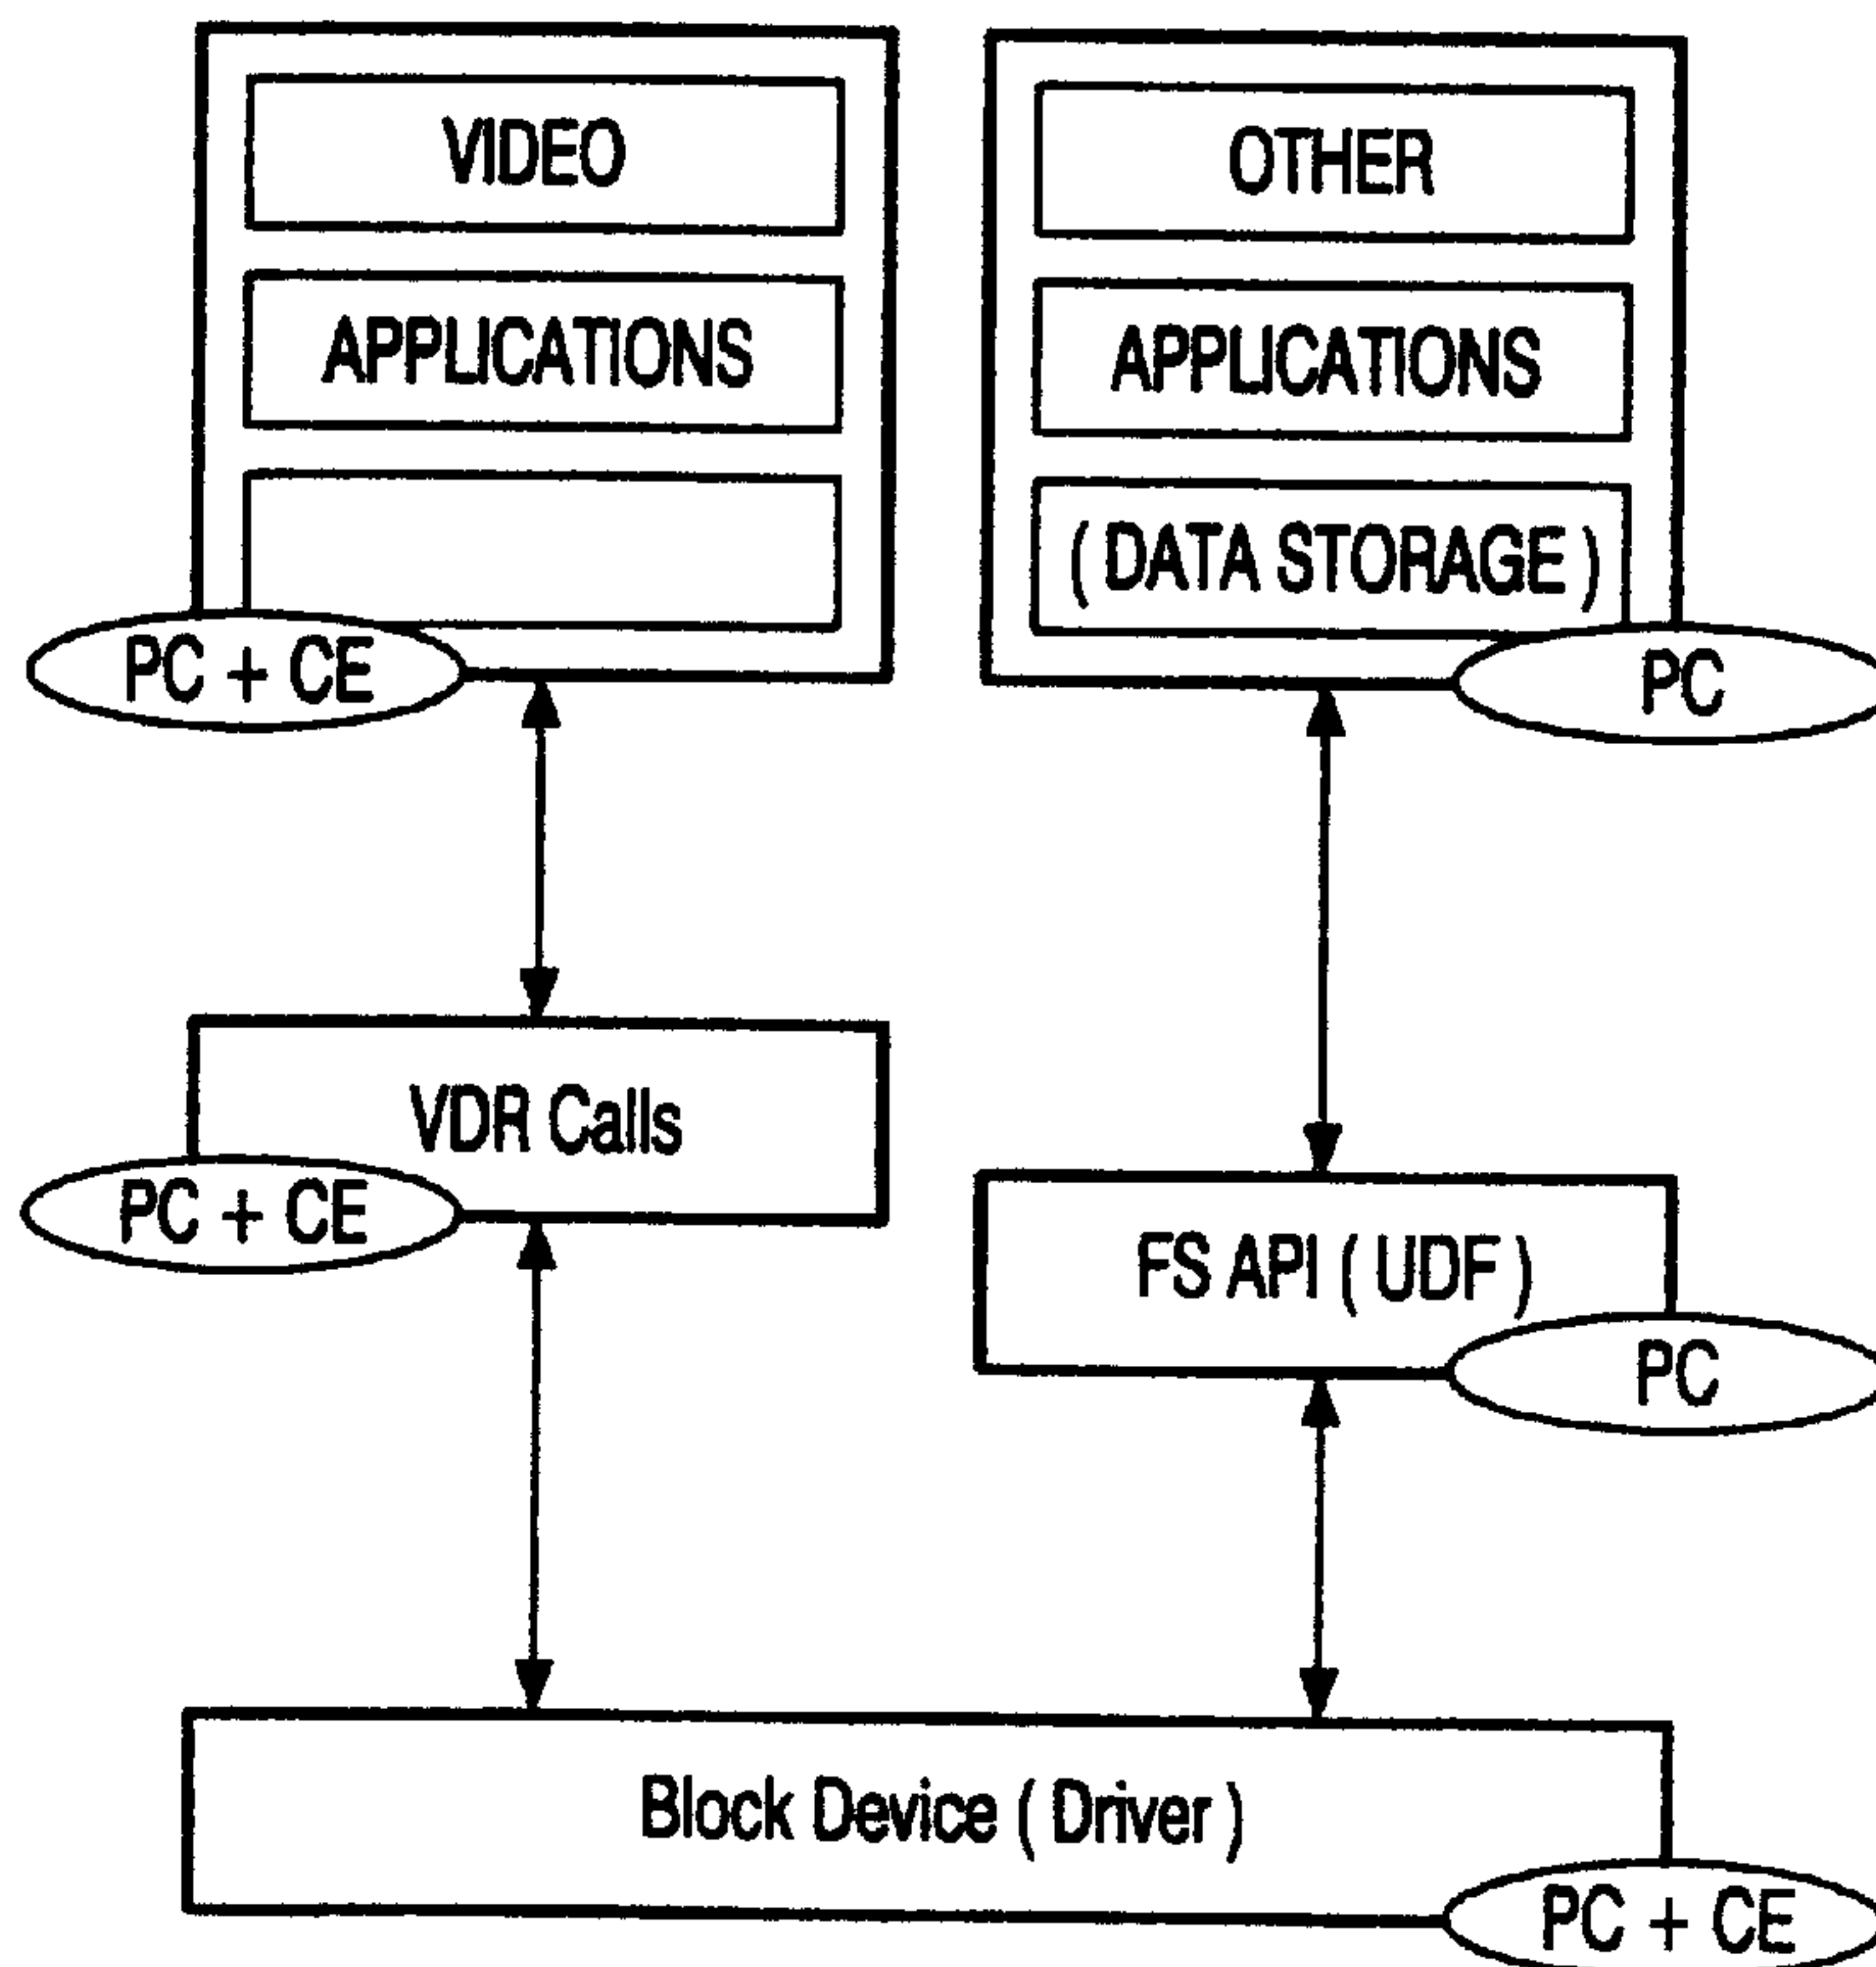 VIDEO
APPLICATIONS
PC + CE
OTHER
APPLICATIONS
( DATA STORAGE )
PC
VDR Calls
PC + CE
FS API ( UDF )
PC
Block Device ( Driver )
PC + CE